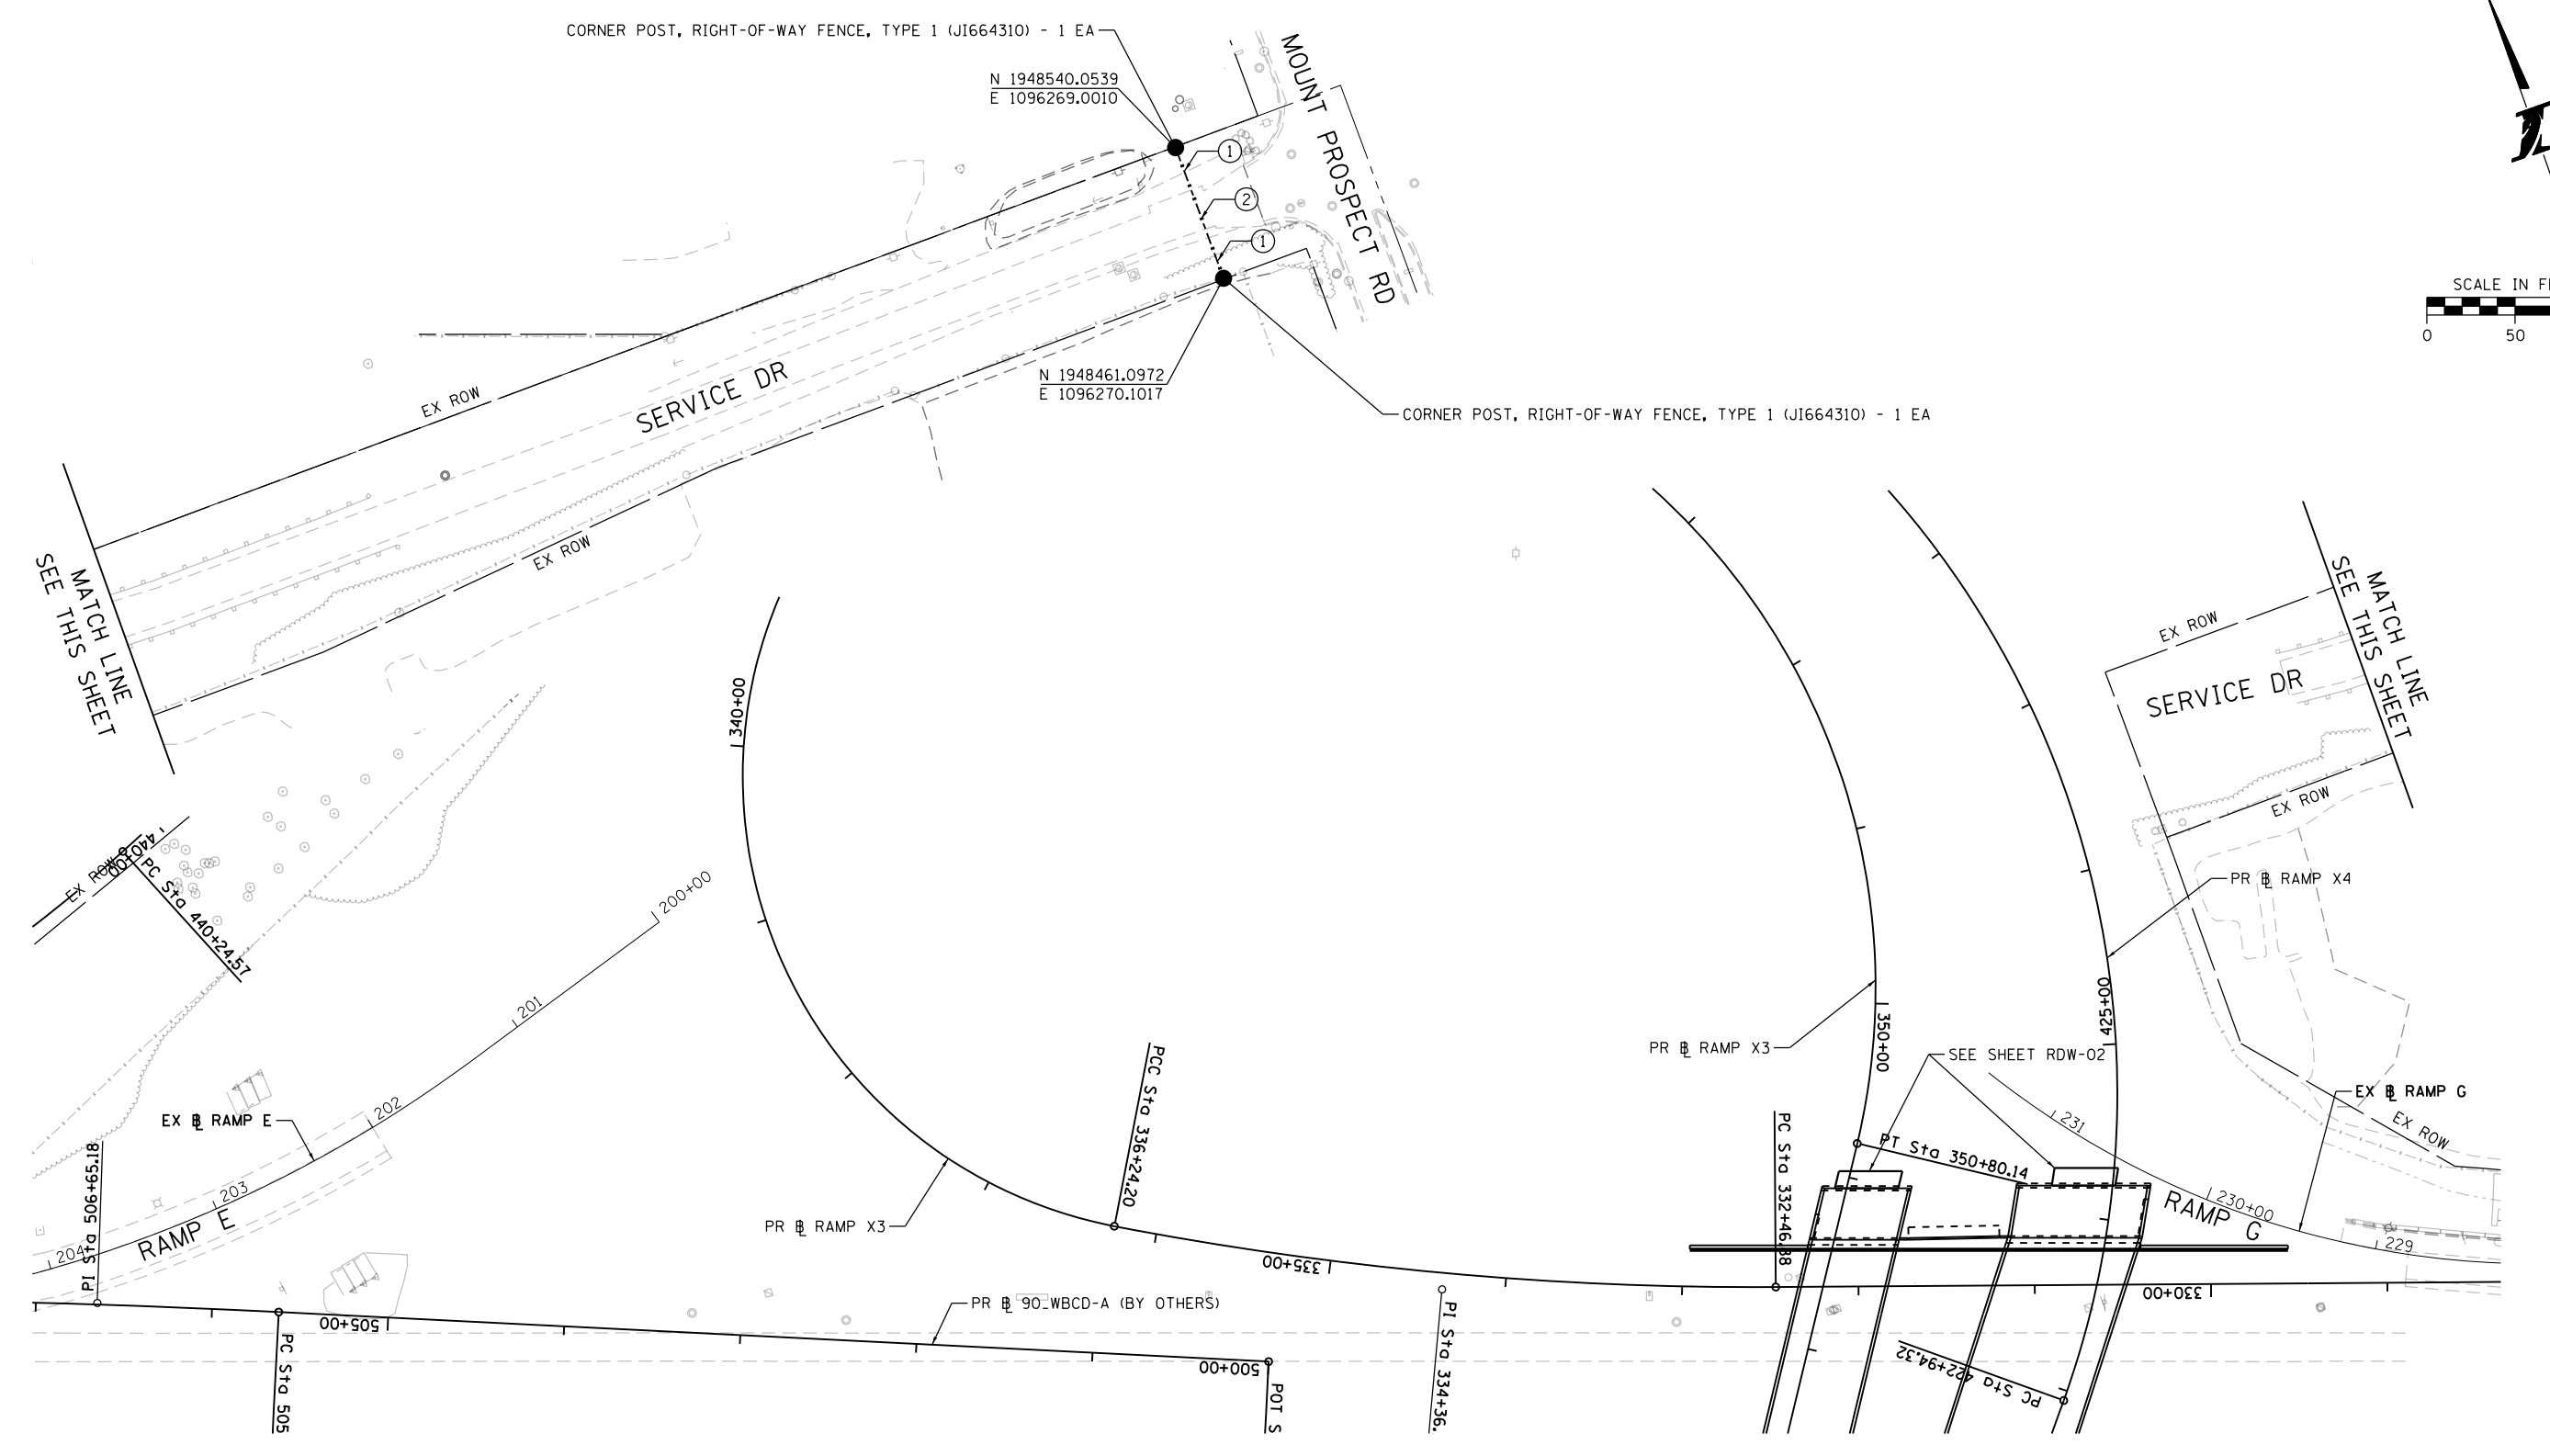 CORNER POST, RIGHT-OF-WAY FENCE, TYPE 1 (JI664310) - 1 EA
N 1948540.0539
E 1096269.0010
MOUNT PROSPECT RD
1
2
1
SCALE IN F
0
50
N 1948461.0972
E 1096270.1017
CORNER POST, RIGHT-OF-WAY FENCE, TYPE 1 (JI664310) - 1 EA
EX ROW
SERVICE DR
EX ROW
MATCH LINE
SEE THIS SHEET
MATCH LINE
SEE THIS SHEET
EX ROW
SERVICE DR
EX ROW
340+00
EX ROW
440+00
PC Sta 440+24.57
200+00
201
202
203
204
EX BL RAMP E
RAMP E
PI Sta 506+65.18
PR BL RAMP X4
425+00
350+00
PR BL RAMP X3
SEE SHEET RDW-02
PCC Sta 336+24.20
PC Sta 332+46.88
PT Sta 350+80.14
231
230+00
229
EX BL RAMP G
EX ROW
RAMP G
PR BL RAMP X3
335+00
330+00
PR BL 90_WBCD-A (BY OTHERS)
505+00
500+00
PC Sta 505
POT S
PI Sta 334+36.
PC Sta 422+94.32